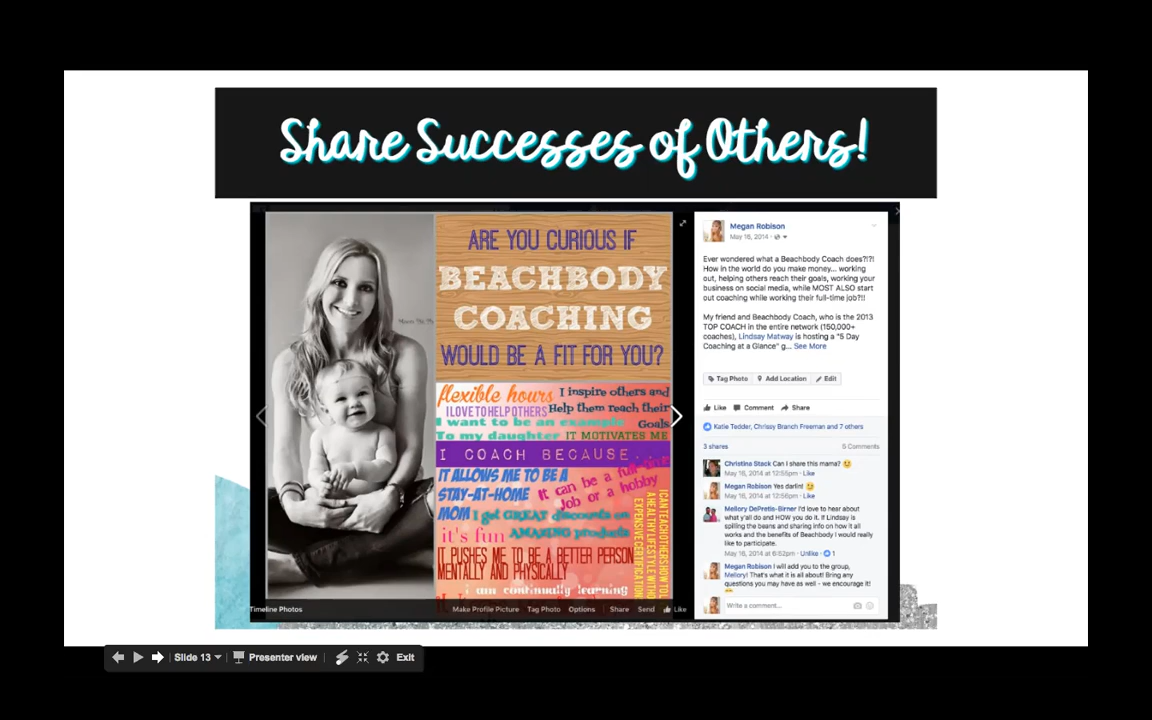 Share Successes of Others!
ARE YOU CURIOUS IF
BEACHBODY
COACHING
WOULD BE A FIT FOR YOU?
flexible hours
I inspire others and
I LOVE TO HELP OTHERS
Help them reach their
I want to be an example
Goals
To my daughter
IT MOTIVATES ME
I COACH BECAUSE...
IT ALLOWS ME TO BE A
STAY-AT-HOME
MOM
It can be a full-time
job or a hobby
I get GREAT discounts on
AMAZING products
it's fun
IT PUSHES ME TO BE A BETTER PERSON
MENTALLY AND PHYSICALLY
i am continually learning
I CAN TEACH OTHERS HOW TO L
A HEALTHY LIFESTYLE WITHO
EXPENSIVE CERTIFICATION
Timeline Photos
Make Profile Picture
Tag Photo
Options
Share
Send
Like
Megan Robison
May 16, 2014
Ever wondered what a Beachbody Coach does?!?!
How in the world do you make money... working
out, helping others reach their goals, working your
business on social media, while MOST ALSO start
out coaching while working their full-time job?!!
My friend and Beachbody Coach, who is the 2013
TOP COACH in the entire network (150,000+
coaches), Lindsay Matway is hosting a "5 Day
Coaching at a Glance" g... See More
Tag Photo
Add Location
Edit
Like
Comment
Share
Katie Tedder, Chrissy Branch Freeman and 7 others
3 shares
5 Comments
Christina Stack Can I share this mama?
May 16, 2014 at 12:55pm · Like
Megan Robison Yes darlin!
May 16, 2014 at 12:56pm · Like
Mellory DePretis-Birner I'd love to hear about
what y'all do and HOW you do it. If Lindsay is
spilling the beans and sharing info on how it all
works and the benefits of Beachbody I would really
like to participate.
May 16, 2014 at 6:52pm · Unlike · 1
Megan Robison I will add you to the group,
Mellory! That's what it is all about! Bring any
questions you may have as well - we encourage it!
Write a comment...
Slide 13
Presenter view
Exit